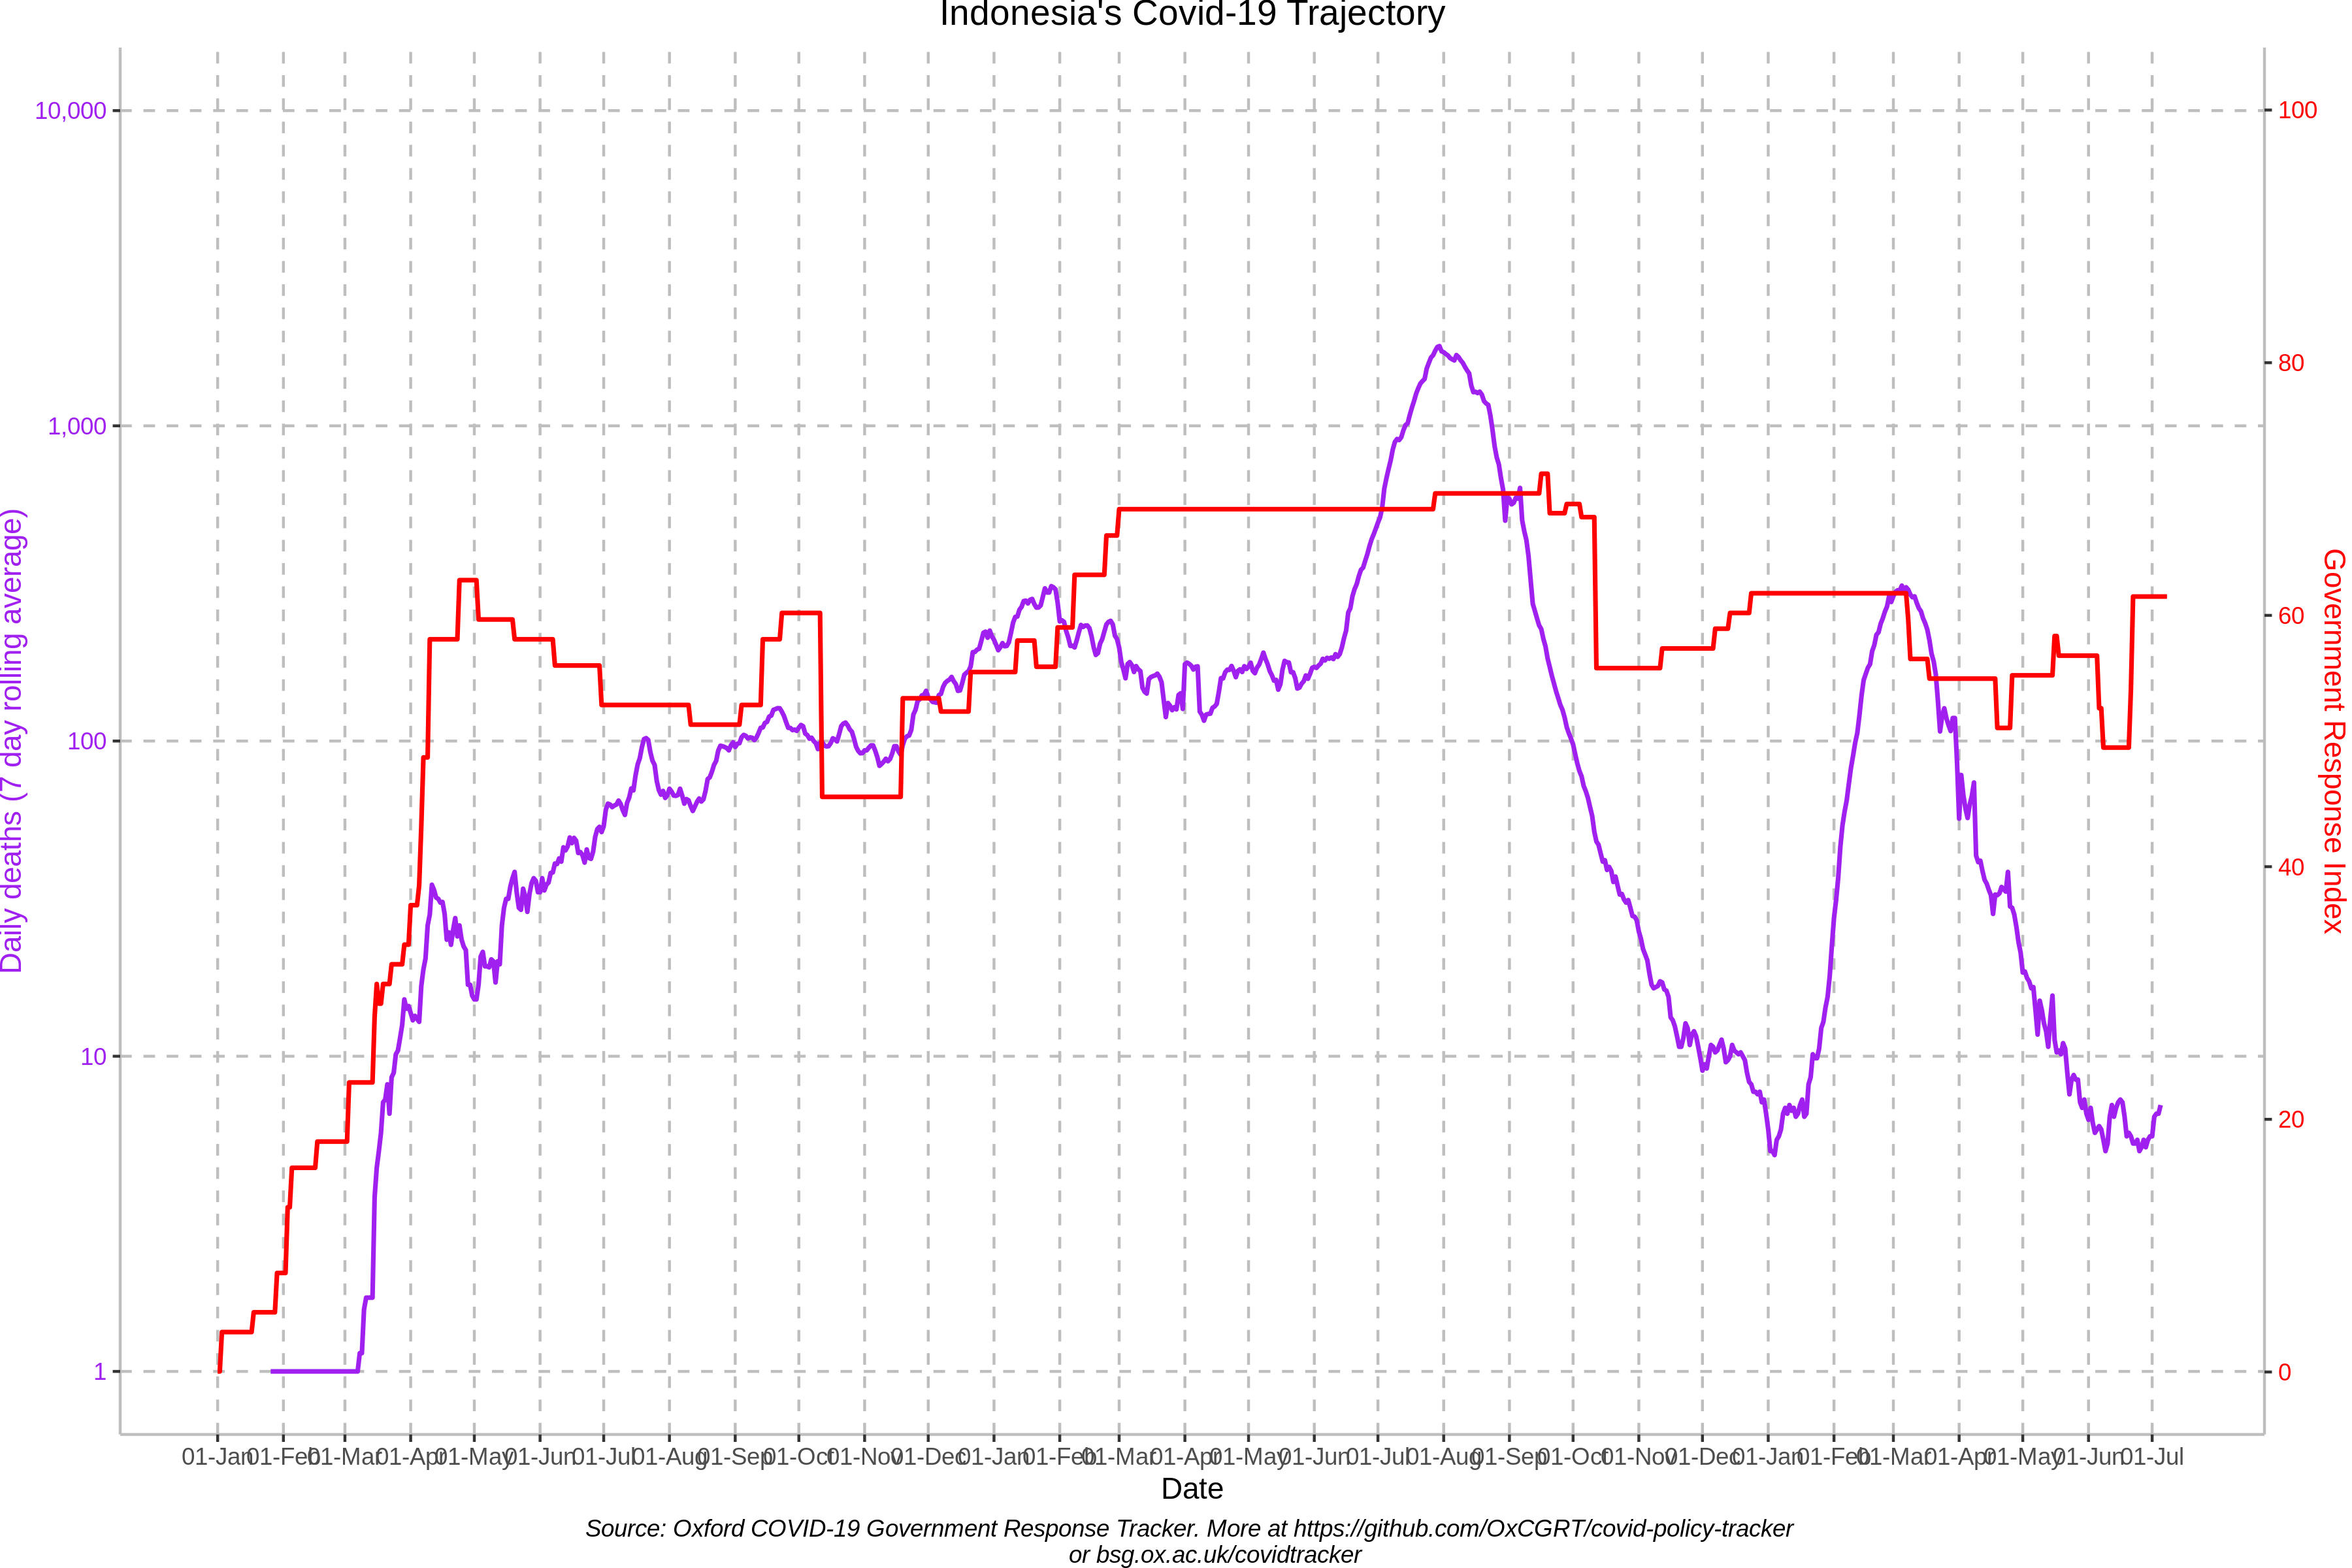 Indonesia's Covid-19 Trajectory
10,000
1,000
100
10
1
Daily deaths (7 day rolling average)
100
80
60
40
20
0
Government Response Index
01-Jan 01-Feb 01-Mar 01-Apr 01-May 01-Jun 01-Jul 01-Aug 01-Sep 01-Oct 01-Nov 01-Dec 01-Jan 01-Feb 01-Mar 01-Apr 01-May 01-Jun 01-Jul 01-Aug 01-Sep 01-Oct 01-Nov 01-Dec 01-Jan 01-Feb 01-Mar 01-Apr 01-May 01-Jun 01-Jul
Date
Source: Oxford COVID-19 Government Response Tracker. More at https://github.com/OxCGRT/covid-policy-tracker
or bsg.ox.ac.uk/covidtracker